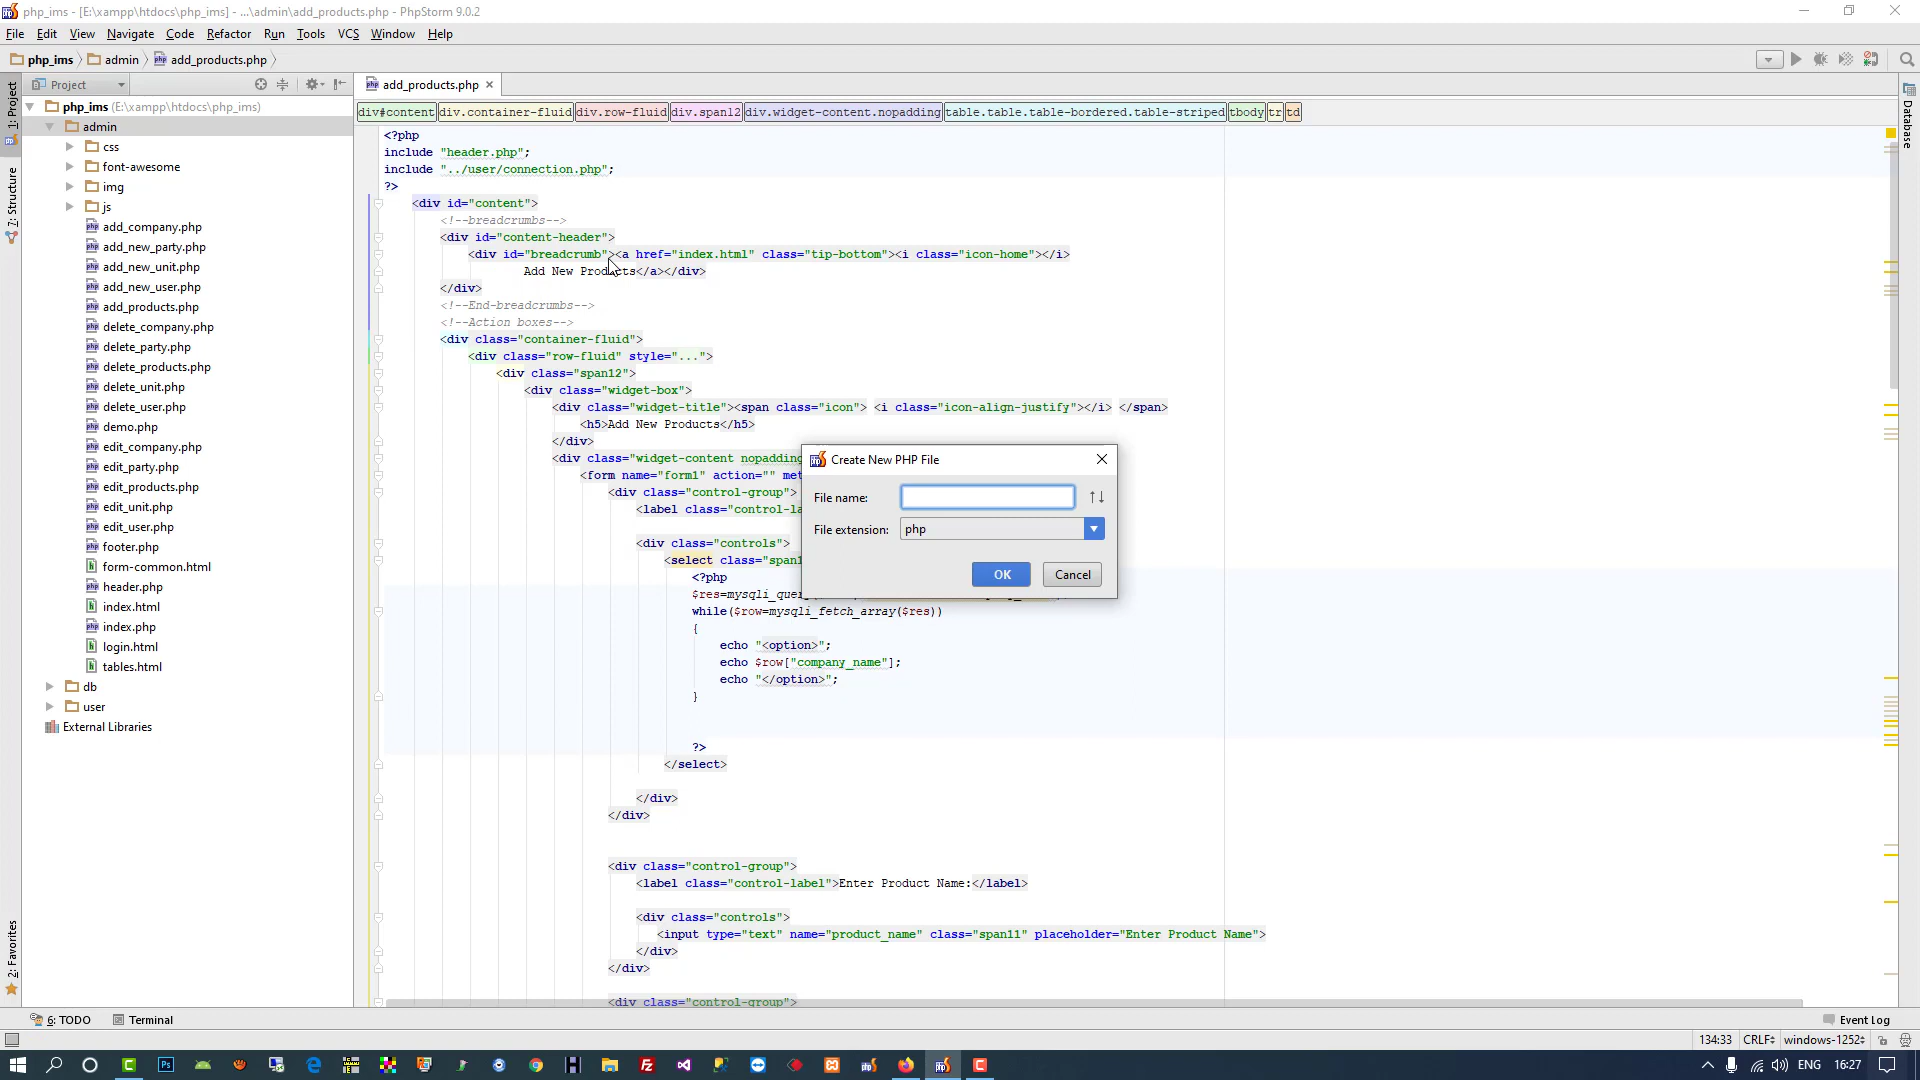 php_ims - [E:\xampp\htdocs\php_ims] - ...\admin\add_products.php - PhpStorm 9.0.2
File Edit View Navigate Code Refactor Run Tools VCS Window Help
php_ims admin add_products.php
Project
add_products.php
1: Project
7: Structure
2: Favorites
Database
div#content div.container-fluid div.row-fluid div.span12 div.widget-content.nopadding table.table.table-bordered.table-striped tbody tr td
php_ims (E:\xampp\htdocs\php_ims)
admin
css
font-awesome
img
js
add_company.php
add_new_party.php
add_new_unit.php
add_new_user.php
add_products.php
delete_company.php
delete_party.php
delete_products.php
delete_unit.php
delete_user.php
demo.php
edit_company.php
edit_party.php
edit_products.php
edit_unit.php
edit_user.php
footer.php
form-common.html
header.php
index.html
index.php
login.html
tables.html
db
user
External Libraries
<?php
include "header.php";
include "../user/connection.php";
?>
<div id="content">
<!--breadcrumbs-->
<div id="content-header">
<div id="breadcrumb"><a href="index.html" class="tip-bottom"><i class="icon-home"></i>
Add New Products</a></div>
</div>
<!--End-breadcrumbs-->
<!--Action boxes-->
<div class="container-fluid">
<div class="row-fluid" style="...">
<div class="span12">
<div class="widget-box">
<div class="widget-title"><span class="icon"> <i class="icon-align-justify"></i> </span>
<h5>Add New Products</h5>
</div>
<div class="widget-content nopadding
<form name="form1" action="" met
<div class="control-group">
<label class="control-la
<div class="controls">
<select class="span1
<?php
$res=mysqli_quer
while($row=mysqli_fetch_array($res))
{
echo "<option>";
echo $row["company_name"];
echo "</option>";
}
?>
</select>
</div>
</div>
<div class="control-group">
<label class="control-label">Enter Product Name:</label>
<div class="controls">
<input type="text" name="product_name" class="span11" placeholder="Enter Product Name">
</div>
</div>
<div class="control-group">
Create New PHP File
File name:
File extension: php
OK Cancel
6: TODO Terminal Event Log
134:33 CRLF windows-1252
ENG 16:27